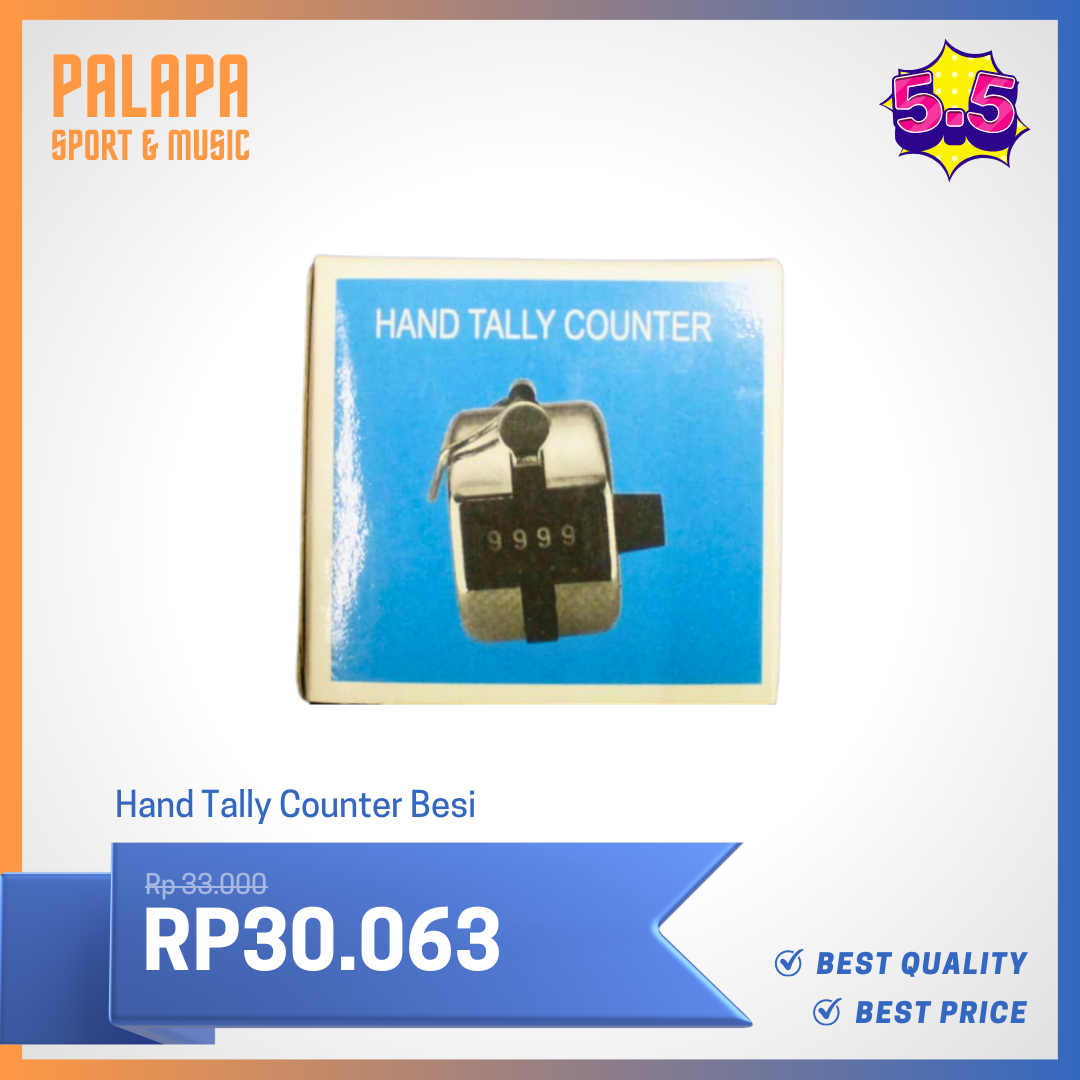 PALAPA
SPORT & MUSIC
5.5
HAND TALLY COUNTER
9999
Hand Tally Counter Besi
Rp 33.000
RP30.063
BEST QUALITY
BEST PRICE